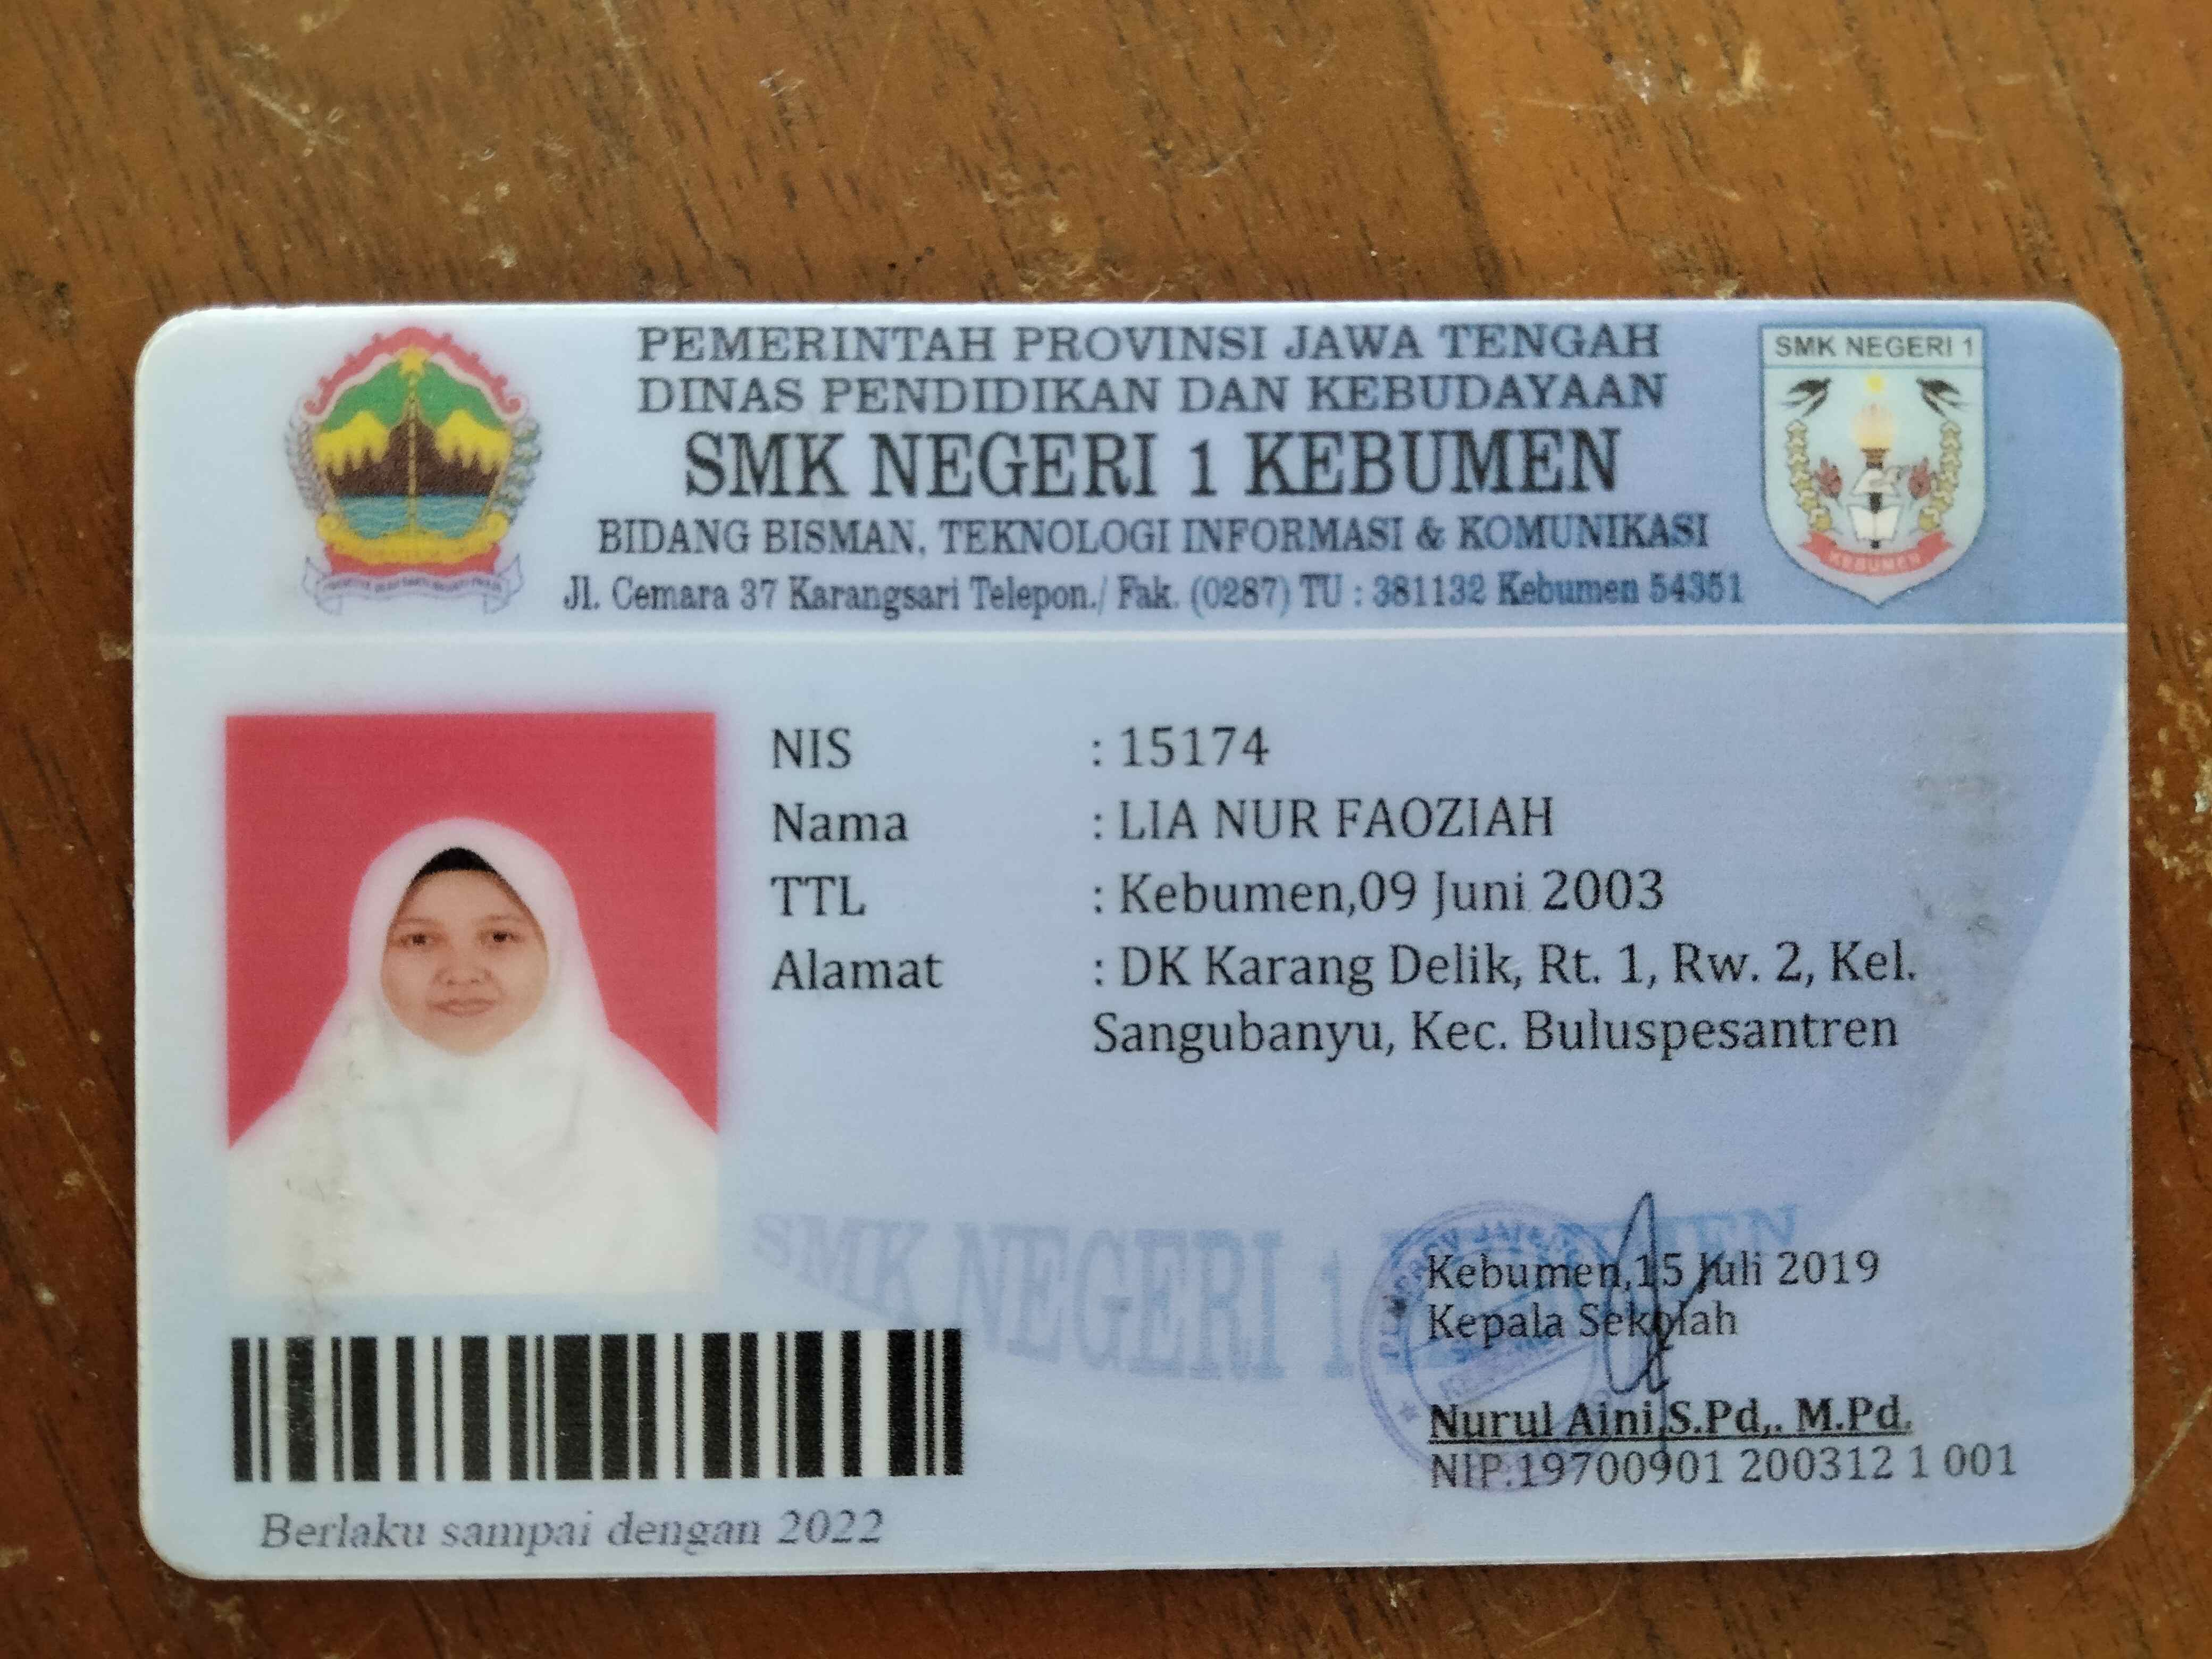 PEMERINTAH PROVINSI JAWA TENGAH
DINAS PENDIDIKAN DAN KEBUDAYAAN
SMK NEGERI 1 KEBUMEN
BIDANG BISMAN, TEKNOLOGI INFORMASI & KOMUNIKASI
Jl. Cemara 37 Karangsari Telepon./ Fak. (0287) TU : 381132 Kebumen 54351
SMK NEGERI 1
KEBUMEN
NIS : 15174
Nama : LIA NUR FAOZIAH
TTL : Kebumen,09 Juni 2003
Alamat : DK Karang Delik, Rt. 1, Rw. 2, Kel.
Sangubanyu, Kec. Buluspesantren
SMK NEGERI 1 KEBUMEN
Kebumen,15 Juli 2019
Kepala Sekolah
Nurul Aini,S.Pd,. M.Pd.
NIP.19700901 200312 1 001
Berlaku sampai dengan 2022